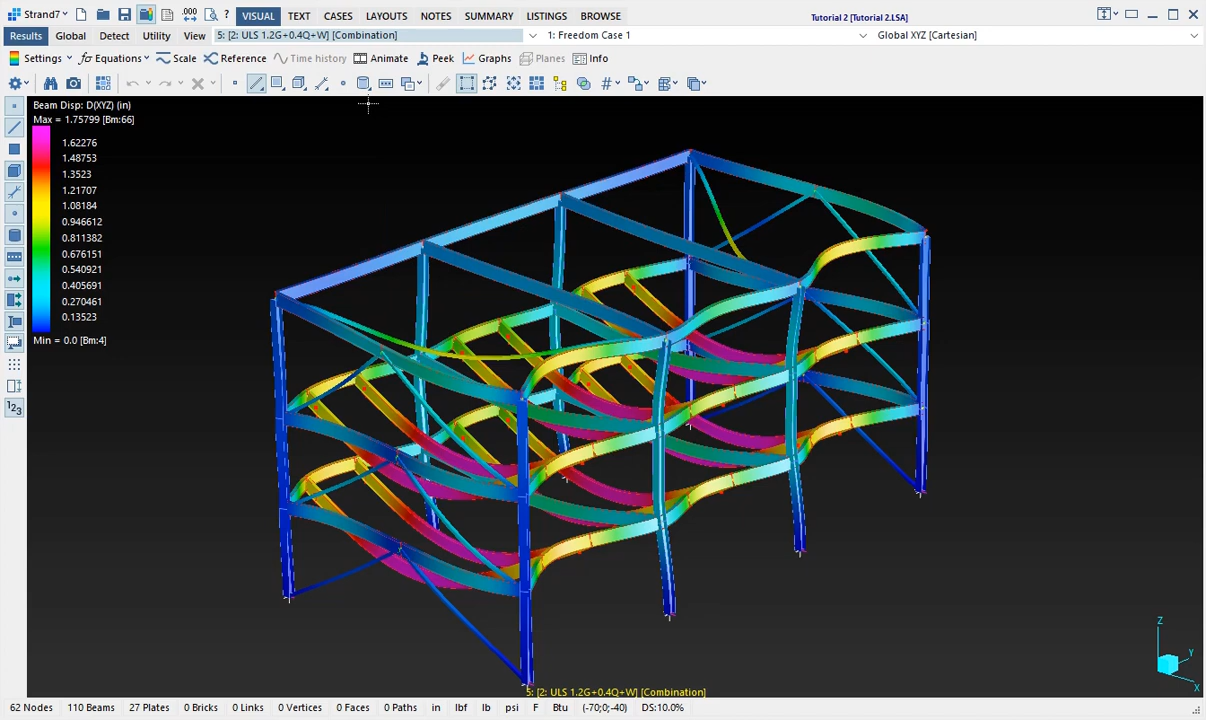 Strand7
VISUAL TEXT CASES LAYOUTS NOTES SUMMARY LISTINGS BROWSE
Tutorial 2 [Tutorial 2.LSA]
Results Global Detect Utility View
5: [2: ULS 1.2G+0.4Q+W] [Combination]
1: Freedom Case 1
Global XYZ (Cartesian)
Settings Equations Scale Reference Time history Animate Peek Graphs Planes Info
Beam Disp: D(XYZ) (in)
Max = 1.75799 [Bm:66]
1.62276
1.48753
1.3523
1.21707
1.08184
0.946612
0.811382
0.676151
0.540921
0.405691
0.270461
0.13523
Min = 0.0 [Bm:4]
Z
Y
X
5: [2: ULS 1.2G+0.4Q+W] [Combination]
62 Nodes 110 Beams 27 Plates 0 Bricks 0 Links 0 Vertices 0 Faces 0 Paths in lbf lb psi F Btu (-70;0;-40) DS:10.0%